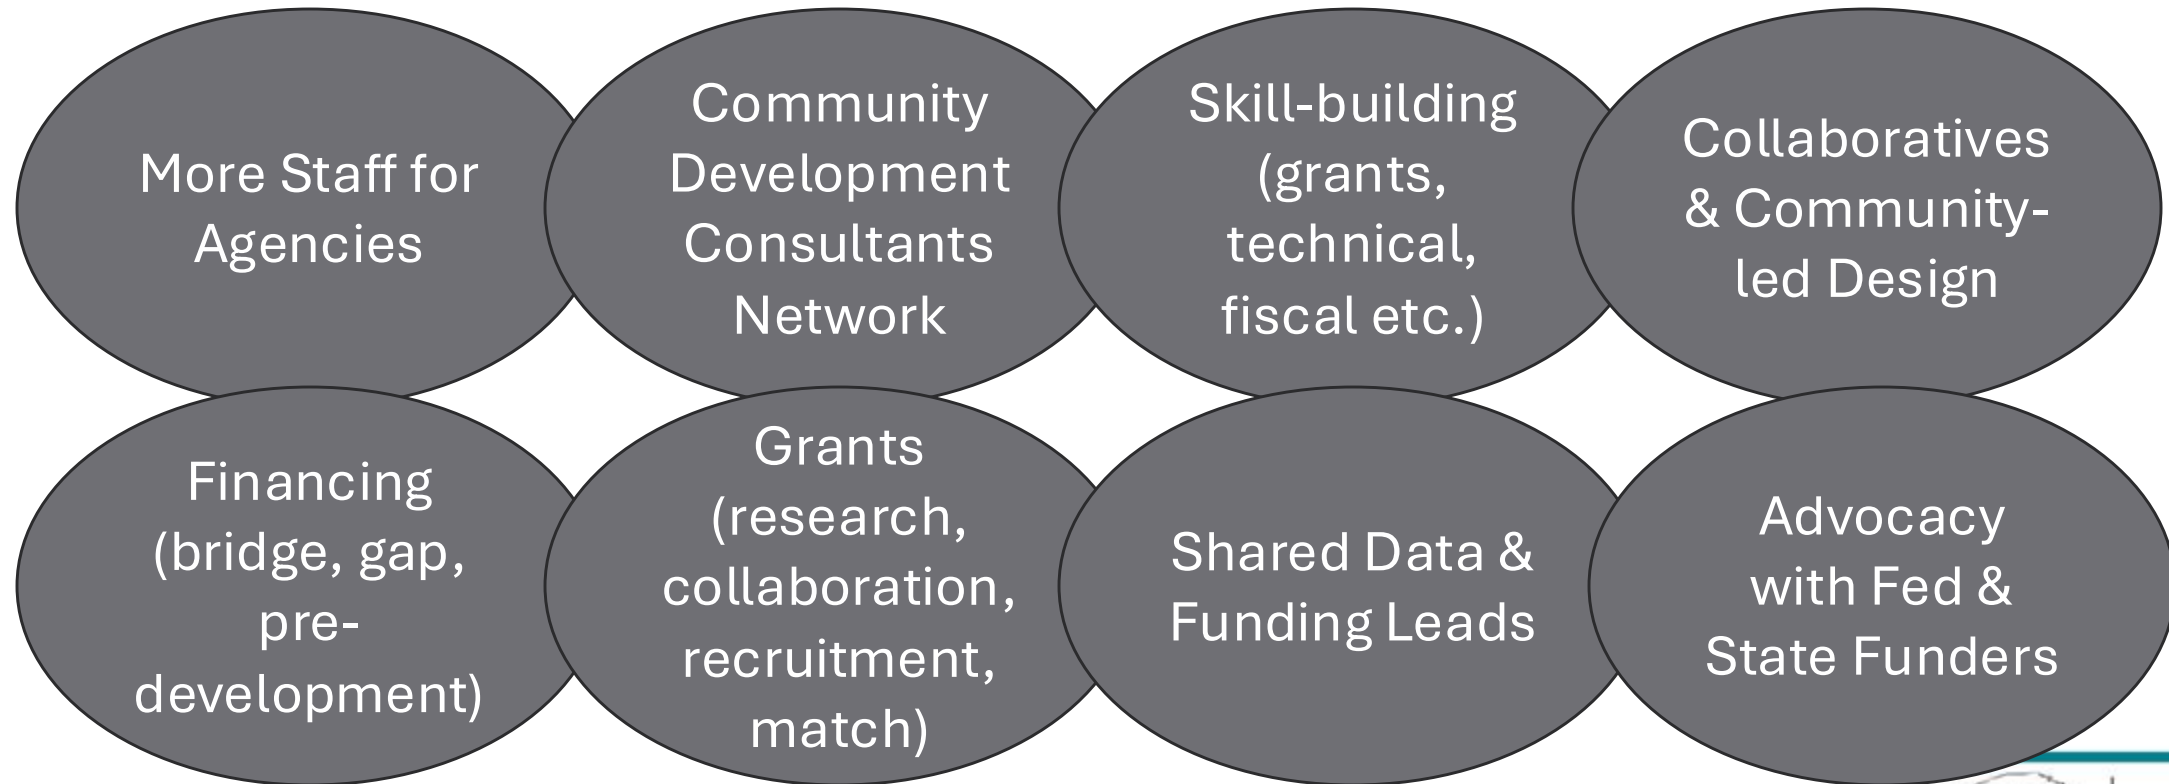 More Staff for
Agencies
Community
Development
Consultants
Network
Skill-building
(grants,
technical,
fiscal etc.)
Collaboratives
& Community-
led Design
Financing
(bridge, gap,
pre-
development)
Grants
(research,
collaboration,
recruitment,
match)
Shared Data &
Funding Leads
Advocacy
with Fed &
State Funders